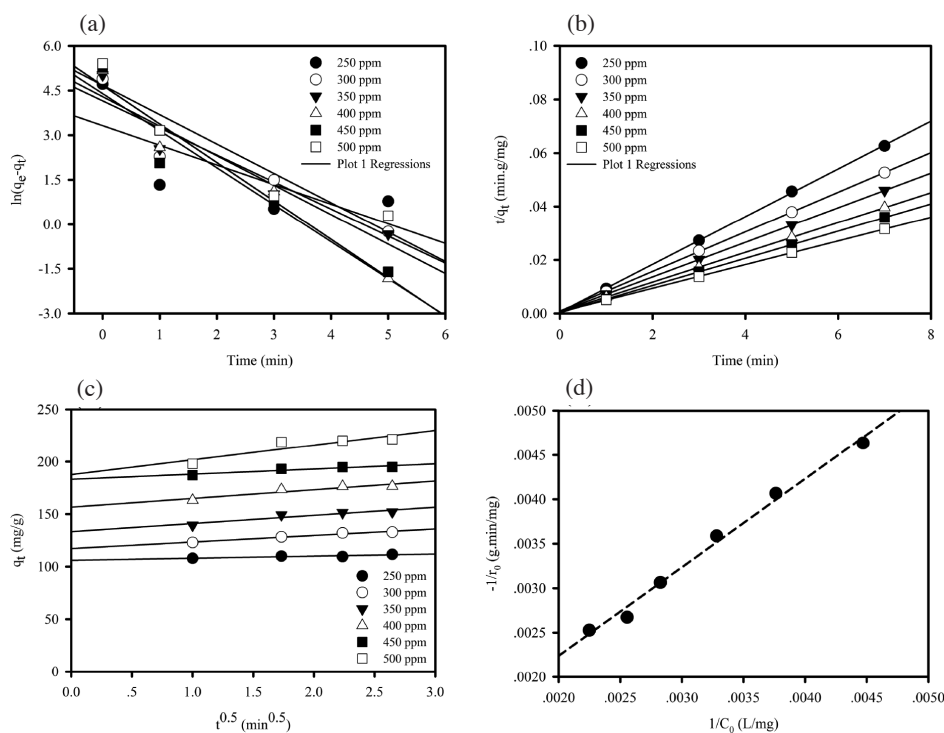 (a)
ln(qe-qt)
6.0
4.5
3.0
1.5
0.0
-1.5
-3.0
250 ppm
300 ppm
350 ppm
400 ppm
450 ppm
500 ppm
Plot 1 Regressions
0 1 2 3 4 5 6
Time (min)
(b)
t/qt (min.g/mg)
.10
.08
.06
.04
.02
0.00
250 ppm
300 ppm
350 ppm
400 ppm
450 ppm
500 ppm
Plot 1 Regressions
0 2 4 6 8
Time (min)
(c)
qt (mg/g)
250
200
150
100
50
0
250 ppm
300 ppm
350 ppm
400 ppm
450 ppm
500 ppm
0.0 .5 1.0 1.5 2.0 2.5 3.0
t^0.5 (min^0.5)
(d)
-1/r0 (g.min/mg)
.0050
.0045
.0040
.0035
.0030
.0025
.0020
.0020 .0025 .0030 .0035 .0040 .0045 .0050
1/C0 (L/mg)